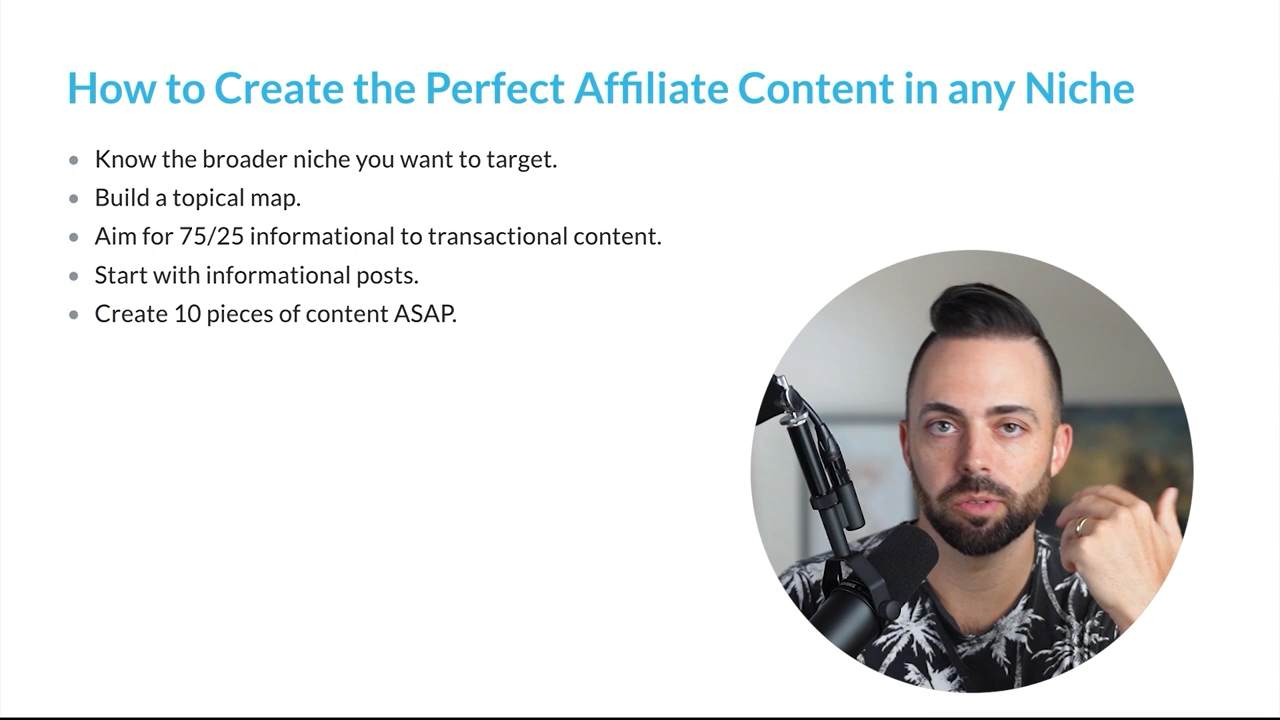 How to Create the Perfect Affiliate Content in any Niche
• Know the broader niche you want to target.
• Build a topical map.
• Aim for 75/25 informational to transactional content.
• Start with informational posts.
• Create 10 pieces of content ASAP.